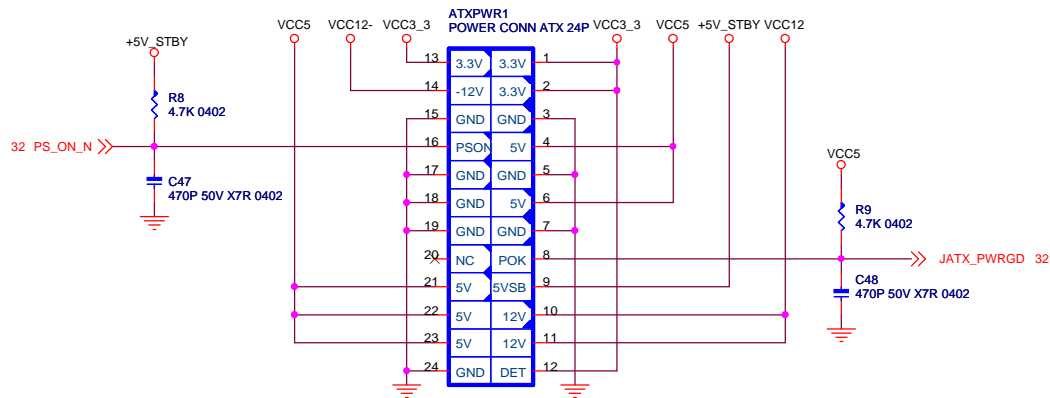 ATXPWR1
POWER CONN ATX 24P
VCC5 VCC12- VCC3_3 VCC3_3 VCC5 +5V_STBY VCC12
+5V_STBY
13 3.3V 3.3V 1
14 -12V 3.3V 2
15 GND GND 3
16 PSON 5V 4
17 GND GND 5
18 GND 5V 6
19 GND GND 7
20 NC POK 8
21 5V 5VSB 9
22 5V 12V 10
23 5V 12V 11
24 GND DET 12
R8
4.7K 0402
32 PS_ON_N
C47
470P 50V X7R 0402
VCC5
R9
4.7K 0402
JATX_PWRGD 32
C48
470P 50V X7R 0402